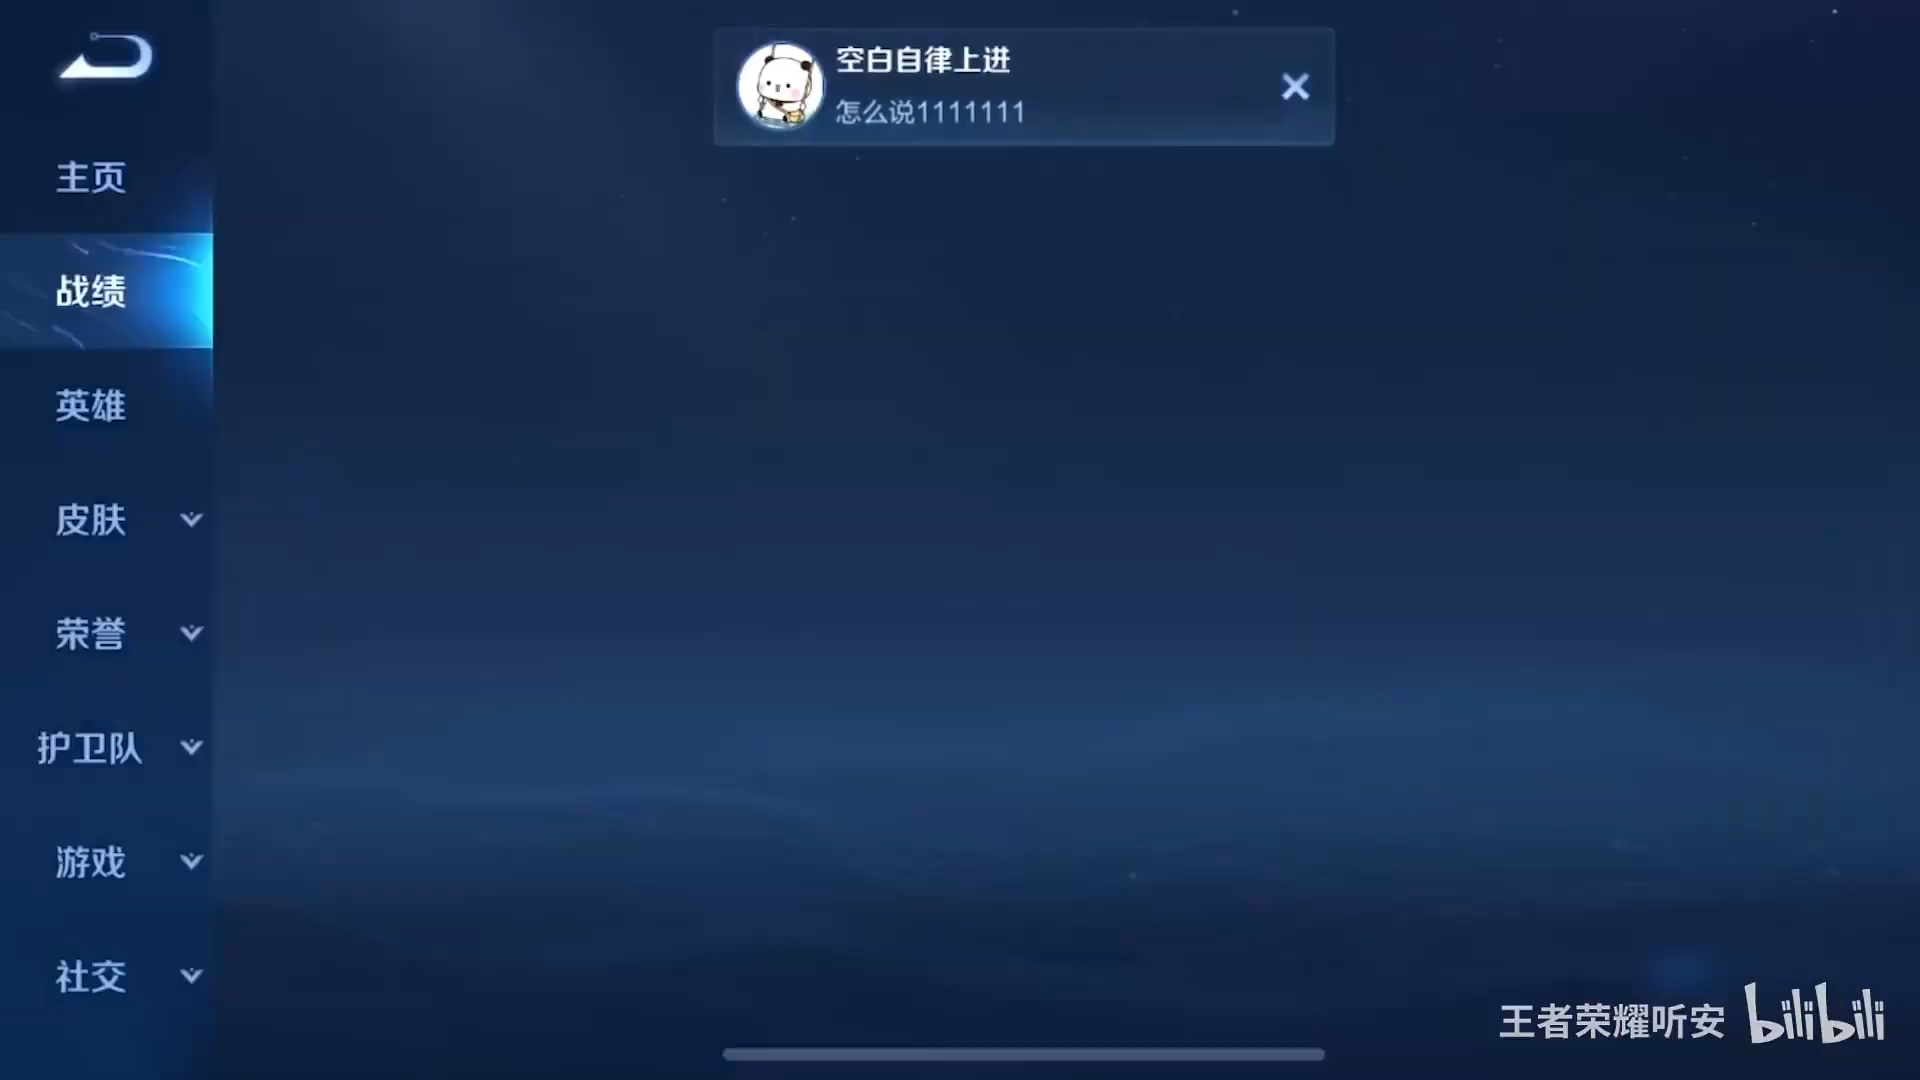 空白自律上进
怎么说1111111
主页
战绩
英雄
皮肤
荣誉
护卫队
游戏
社交
王者荣耀听安 bilibili